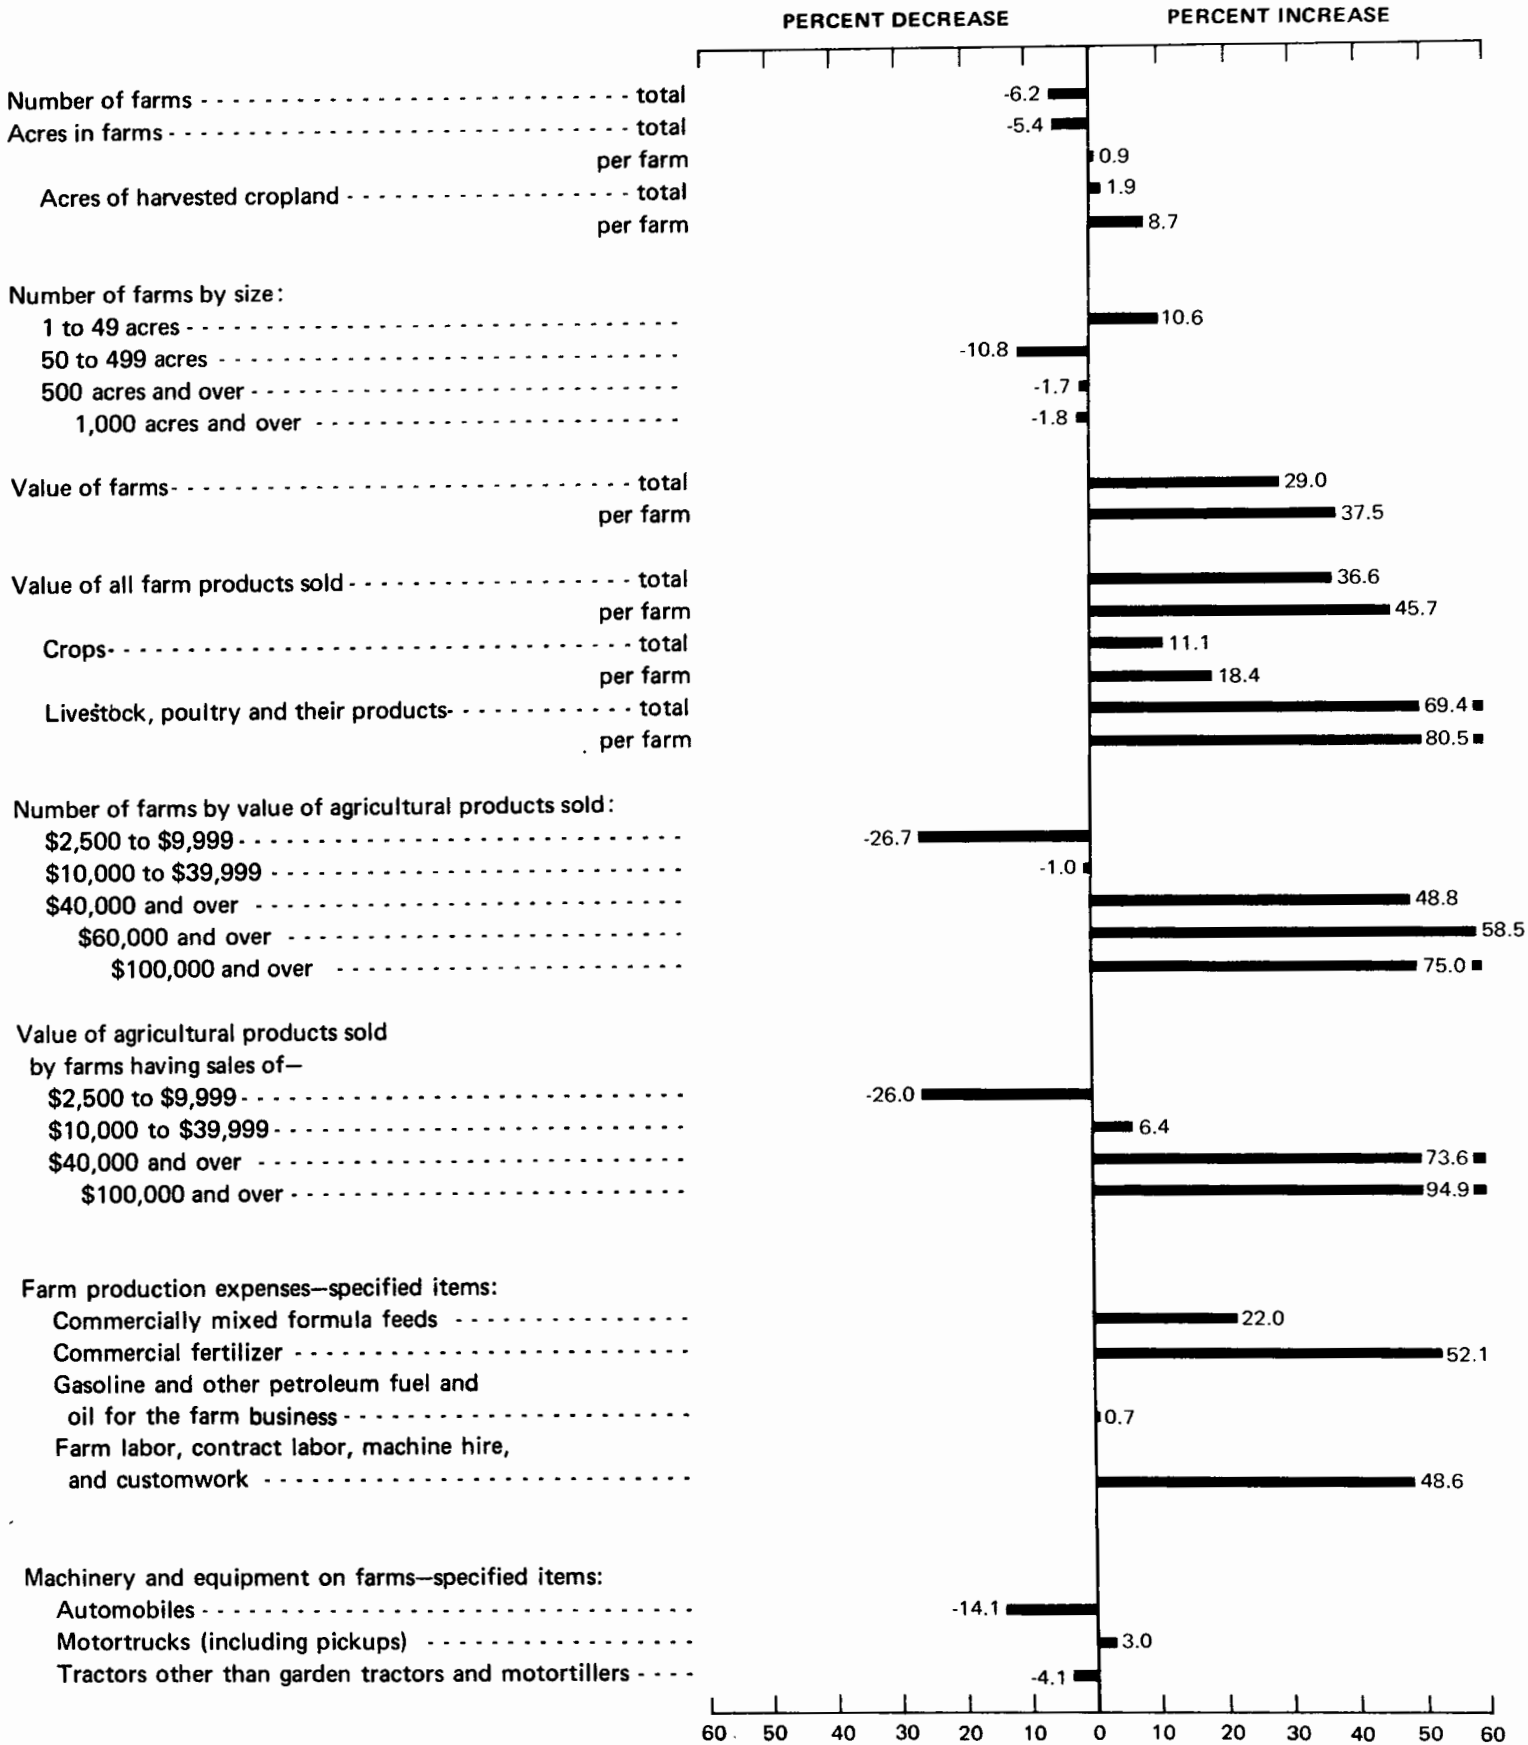 PERCENT DECREASE PERCENT INCREASE
Number of farms - - - total -6.2
Acres in farms - - - total -5.4
per farm 0.9
Acres of harvested cropland - - - total 1.9
per farm 8.7
Number of farms by size:
1 to 49 acres - - - 10.6
50 to 499 acres - - - -10.8
500 acres and over - - - -1.7
1,000 acres and over - - - -1.8
Value of farms - - - total 29.0
per farm 37.5
Value of all farm products sold - - - total 36.6
per farm 45.7
Crops - - - total 11.1
per farm 18.4
Livestock, poultry and their products - - - total 69.4
per farm 80.5
Number of farms by value of agricultural products sold:
$2,500 to $9,999 - - - -26.7
$10,000 to $39,999 - - - -1.0
$40,000 and over - - - 48.8
$60,000 and over - - - 58.5
$100,000 and over - - - 75.0
Value of agricultural products sold
by farms having sales of—
$2,500 to $9,999 - - - -26.0
$10,000 to $39,999 - - - 6.4
$40,000 and over - - - 73.6
$100,000 and over - - - 94.9
Farm production expenses—specified items:
Commercially mixed formula feeds - - - 22.0
Commercial fertilizer - - - 52.1
Gasoline and other petroleum fuel and
oil for the farm business - - - 0.7
Farm labor, contract labor, machine hire,
and customwork - - - 48.6
Machinery and equipment on farms—specified items:
Automobiles - - - -14.1
Motortrucks (including pickups) - - - 3.0
Tractors other than garden tractors and motortillers - - - -4.1
60 50 40 30 20 10 0 10 20 30 40 50 60